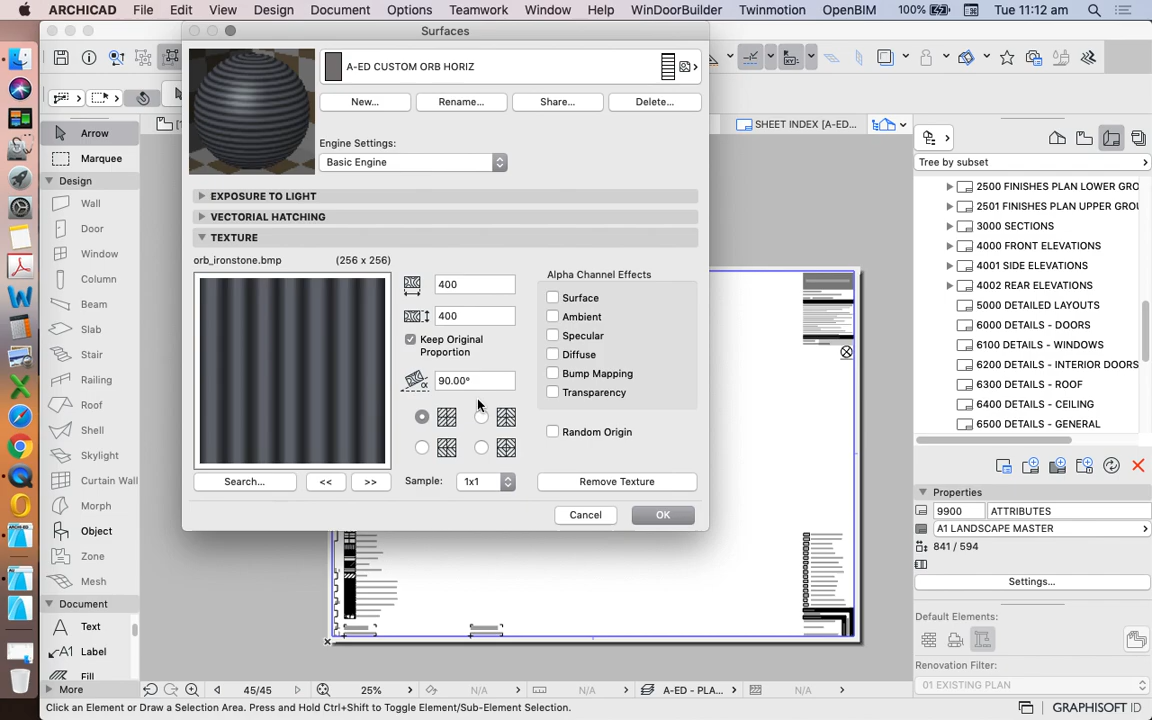 ARCHICAD File Edit View Design Document Options Teamwork Window Help WinDoorBuilder Twinmotion OpenBIM 100% Tue 11:12 am
Surfaces
A-ED CUSTOM ORB HORIZ
New... Rename... Share... Delete...
Engine Settings:
Basic Engine
EXPOSURE TO LIGHT
VECTORIAL HATCHING
TEXTURE
orb_ironstone.bmp (256 x 256)
400
400
Keep Original
Proportion
90.00°
Alpha Channel Effects
Surface
Ambient
Specular
Diffuse
Bump Mapping
Transparency
Random Origin
Search... << >> Sample: 1x1 Remove Texture
Cancel OK
Arrow
Marquee
Design
Wall
Door
Window
Column
Beam
Slab
Stair
Railing
Roof
Shell
Skylight
Curtain Wall
Morph
Object
Zone
Mesh
Document
Text
Label
Fill
More
SHEET INDEX [A-ED...
Tree by subset
2500 FINISHES PLAN LOWER GRO
2501 FINISHES PLAN UPPER GROU
3000 SECTIONS
4000 FRONT ELEVATIONS
4001 SIDE ELEVATIONS
4002 REAR ELEVATIONS
5000 DETAILED LAYOUTS
6000 DETAILS - DOORS
6100 DETAILS - WINDOWS
6200 DETAILS - INTERIOR DOORS
6300 DETAILS - ROOF
6400 DETAILS - CEILING
6500 DETAILS - GENERAL
Properties
9900 ATTRIBUTES
A1 LANDSCAPE MASTER
841 / 594
Settings...
Default Elements:
Renovation Filter:
01 EXISTING PLAN
45/45 25% N/A N/A A-ED - PLA... N/A
Click an Element or Draw a Selection Area. Press and Hold Ctrl+Shift to Toggle Element/Sub-Element Selection.
GRAPHISOFT ID